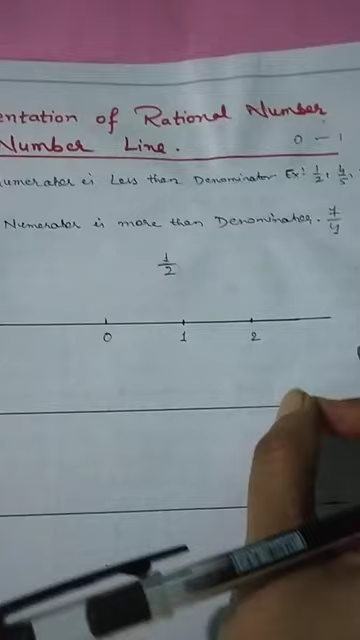 entation of Rational Number
Number Line.
0 - 1
umerator is Less than Denominator Ex: 1/2, 4/5,
Numerator is more than Denominator. 7/4
1/2
0 1 2